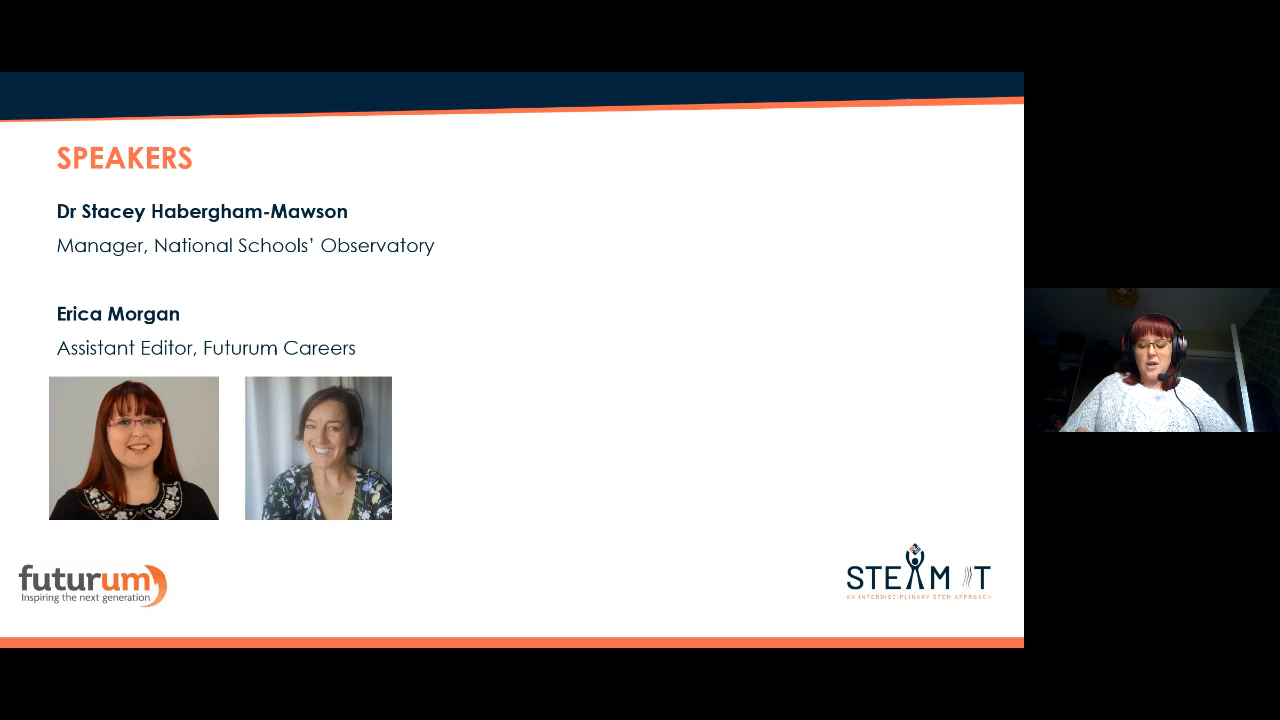 SPEAKERS
Dr Stacey Habergham-Mawson
Manager, National Schools’ Observatory
Erica Morgan
Assistant Editor, Futurum Careers
futurum
Inspiring the next generation
STEAM IT
AN INTERDISCIPLINARY STEM APPROACH